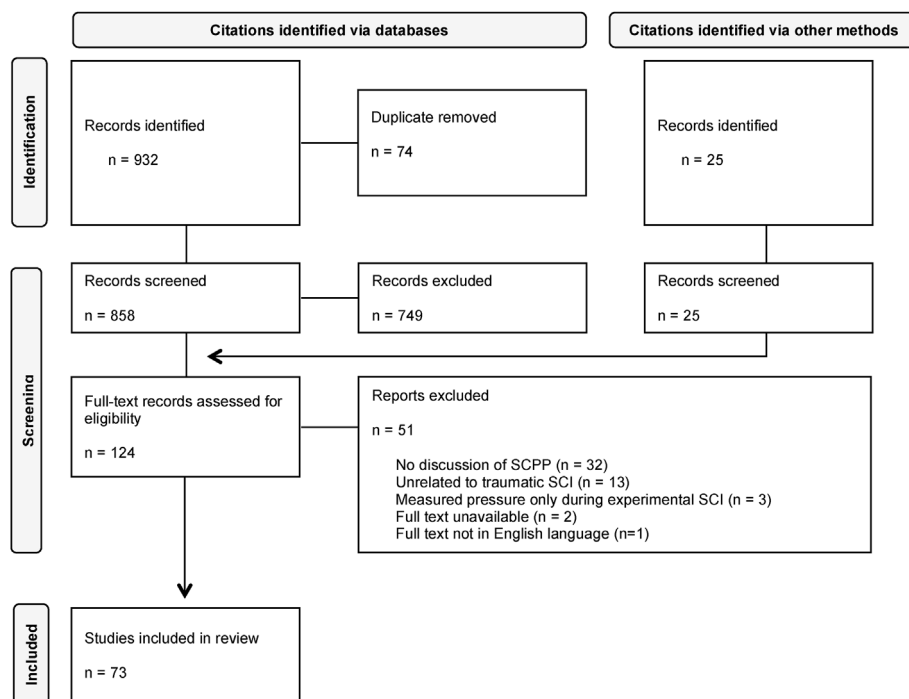 Citations identified via databases
Citations identified via other methods
Identification
Records identified
n = 932
Duplicate removed
n = 74
Records identified
n = 25
Screening
Records screened
n = 858
Records excluded
n = 749
Records screened
n = 25
Full-text records assessed for
eligibility
n = 124
Reports excluded
n = 51
No discussion of SCPP (n = 32)
Unrelated to traumatic SCI (n = 13)
Measured pressure only during experimental SCI (n = 3)
Full text unavailable (n = 2)
Full text not in English language (n=1)
Included
Studies included in review
n = 73